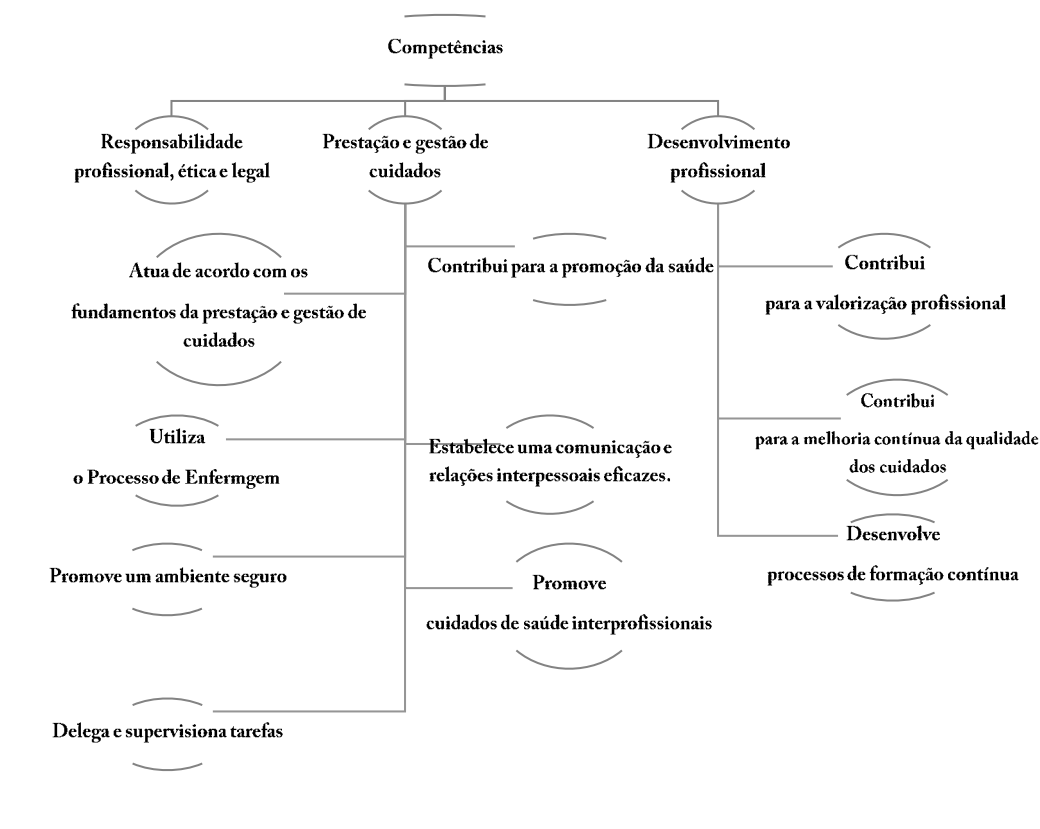 Competências
Responsabilidade
profissional, ética e legal
Prestação e gestão de
cuidados
Desenvolvimento
profissional
Atua de acordo com os
fundamentos da prestação e gestão de
cuidados
Contribui para a promoção da saúde
Utiliza
o Processo de Enfermgem
Estabelece uma comunicação e
relações interpessoais eficazes.
Promove um ambiente seguro
Promove
cuidados de saúde interprofissionais
Delega e supervisiona tarefas
Contribui
para a valorização profissional
Contribui
para a melhoria contínua da qualidade
dos cuidados
Desenvolve
processos de formação contínua